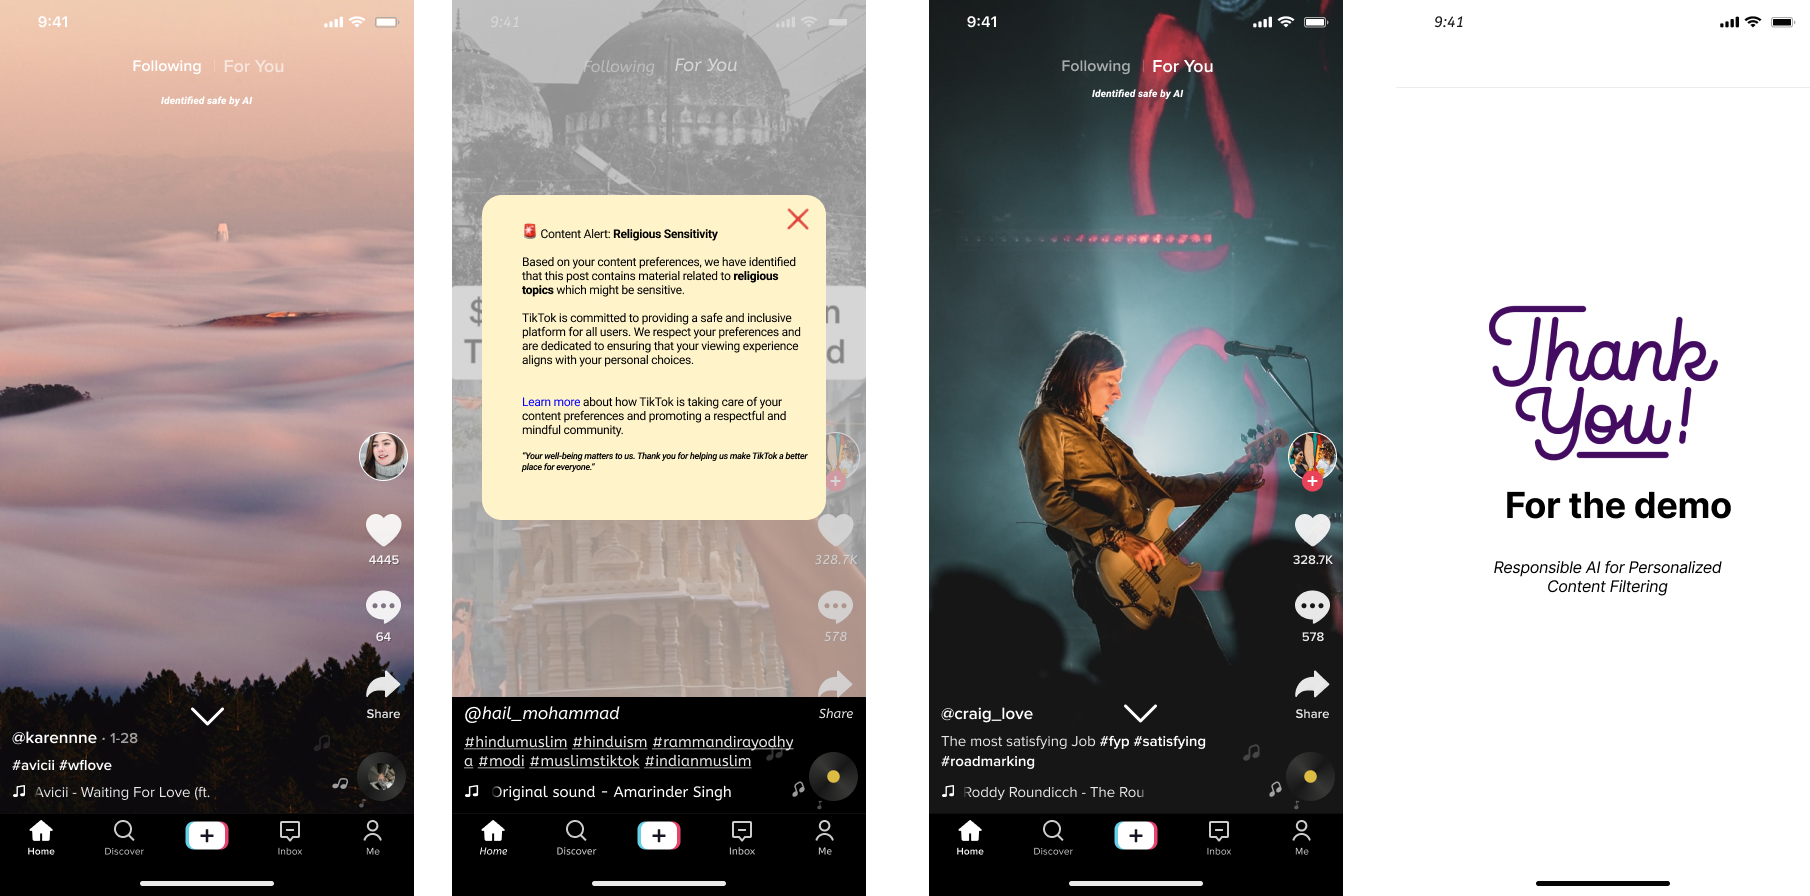 9:41
Following
For You
Identified safe by AI
4445
64
Share
@karennne · 1-28
#avicii #wflove
Avicii - Waiting For Love (ft.
Home
Discover
Inbox
Me
9:41
Following
For You
Content Alert: Religious Sensitivity
Based on your content preferences, we have identified
that this post contains material related to religious
topics which might be sensitive.
TikTok is committed to providing a safe and inclusive
platform for all users. We respect your preferences and
are dedicated to ensuring that your viewing experience
aligns with your personal choices.
Learn more about how TikTok is taking care of your
content preferences and promoting a respectful and
mindful community.
"Your well-being matters to us. Thank you for helping us make TikTok a better
place for everyone."
328.7K
578
Share
@hail_mohammad
#hindumuslim #hinduism #rammandirayodhy
a #modi #muslimstiktok #indianmuslim
Original sound - Amarinder Singh
Home
Discover
Inbox
Me
9:41
Following
For You
Identified safe by AI
328.7K
578
Share
@craig_love
The most satisfying Job #fyp #satisfying
#roadmarking
Roddy Roundicch - The Rou
Home
Discover
Inbox
Me
9:41
Thank
You!
For the demo
Responsible AI for Personalized
Content Filtering